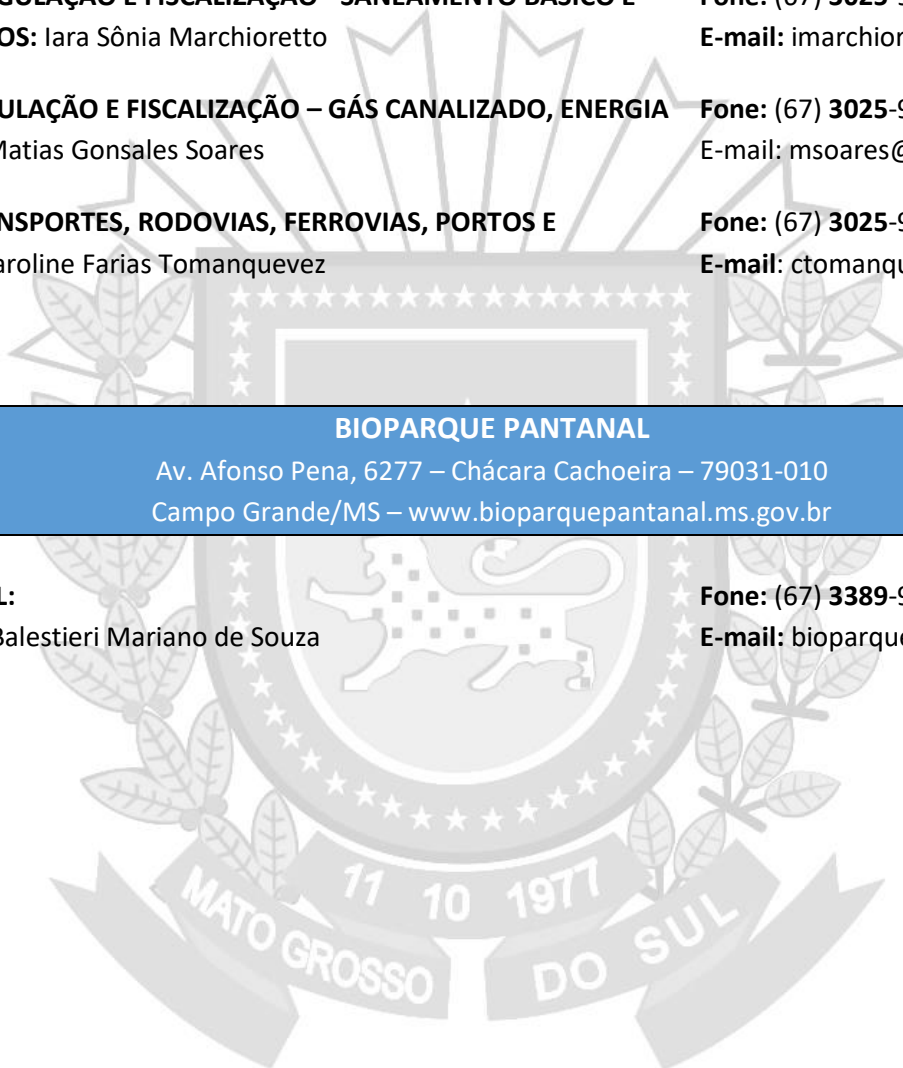 GULAÇÃO E FISCALIZAÇÃO - SANEAMENTO BÁSICO E Fone: (67) 3025-9
OS: Iara Sônia Marchioretto E-mail: imarchior
ULAÇÃO E FISCALIZAÇÃO – GÁS CANALIZADO, ENERGIA Fone: (67) 3025-9
Matias Gonsales Soares E-mail: msoares@
NSPORTES, RODOVIAS, FERROVIAS, PORTOS E Fone: (67) 3025-9
aroline Farias Tomanquevez E-mail: ctomanqu
BIOPARQUE PANTANAL
Av. Afonso Pena, 6277 – Chácara Cachoeira – 79031-010
Campo Grande/MS – www.bioparquepantanal.ms.gov.br
L: Fone: (67) 3389-9
Balestieri Mariano de Souza E-mail: bioparque
11 10 1977
MATO GROSSO DO SUL